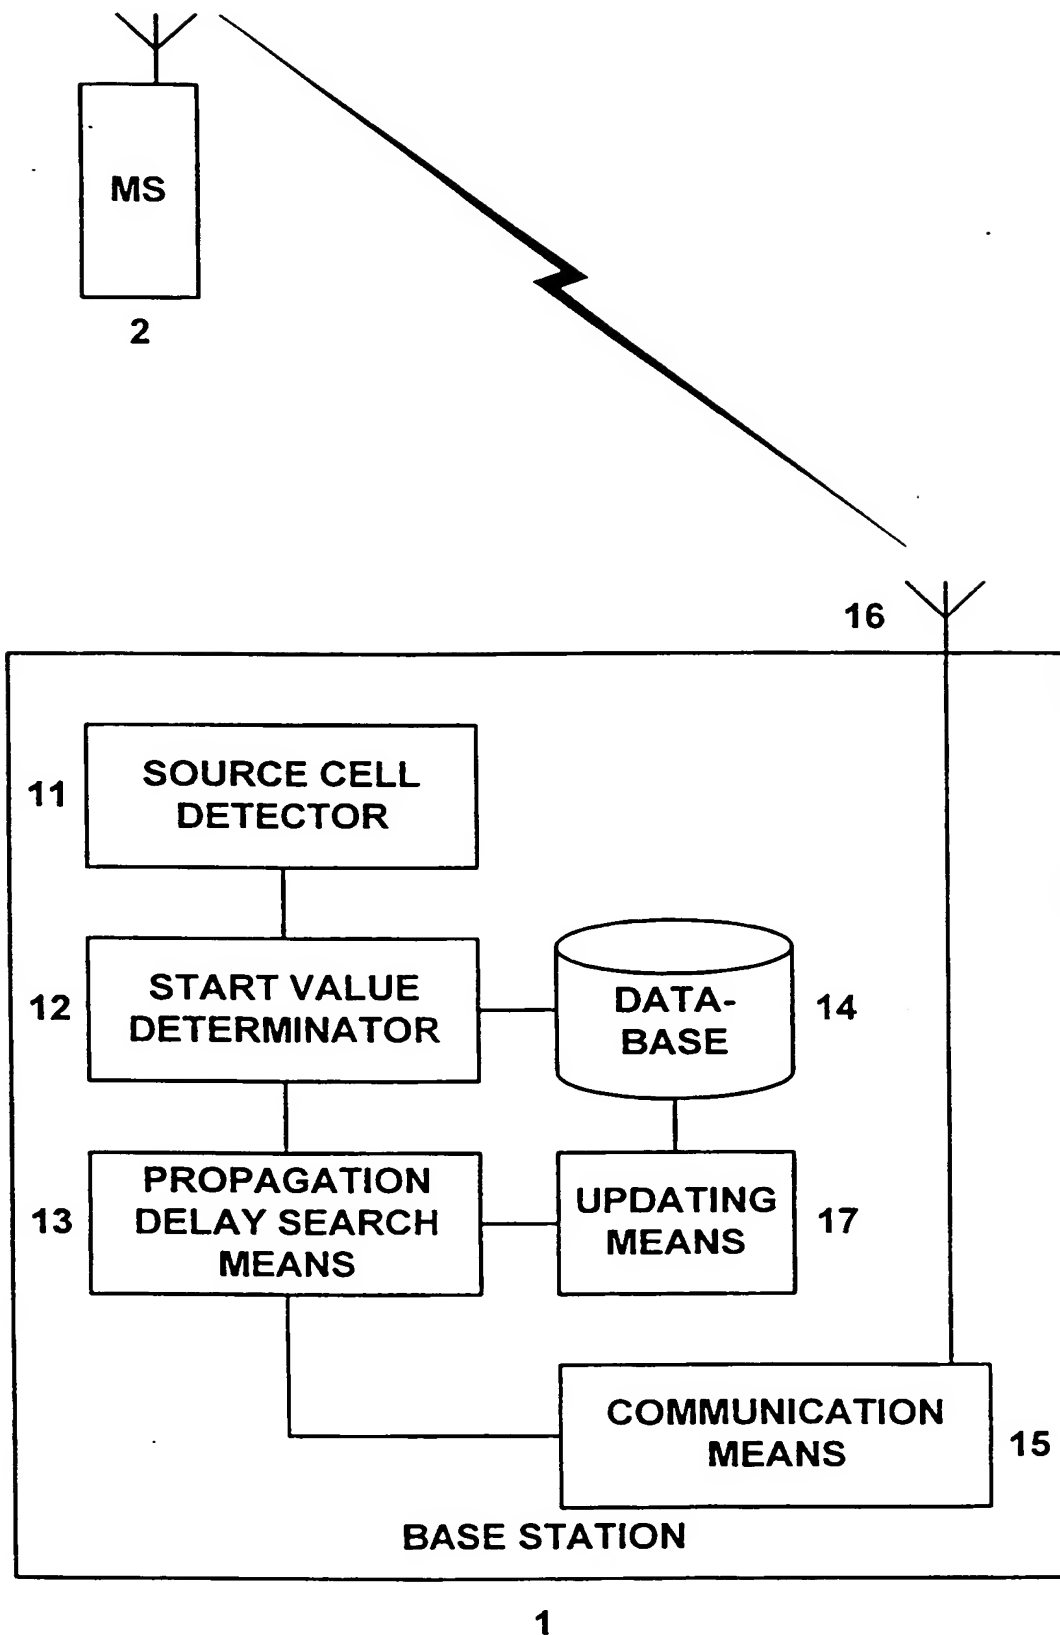 MS
2
16
11
SOURCE CELL
DETECTOR
12
START VALUE
DETERMINATOR
DATA-
BASE
14
13
PROPAGATION
DELAY SEARCH
MEANS
UPDATING
MEANS
17
COMMUNICATION
MEANS
15
BASE STATION
1